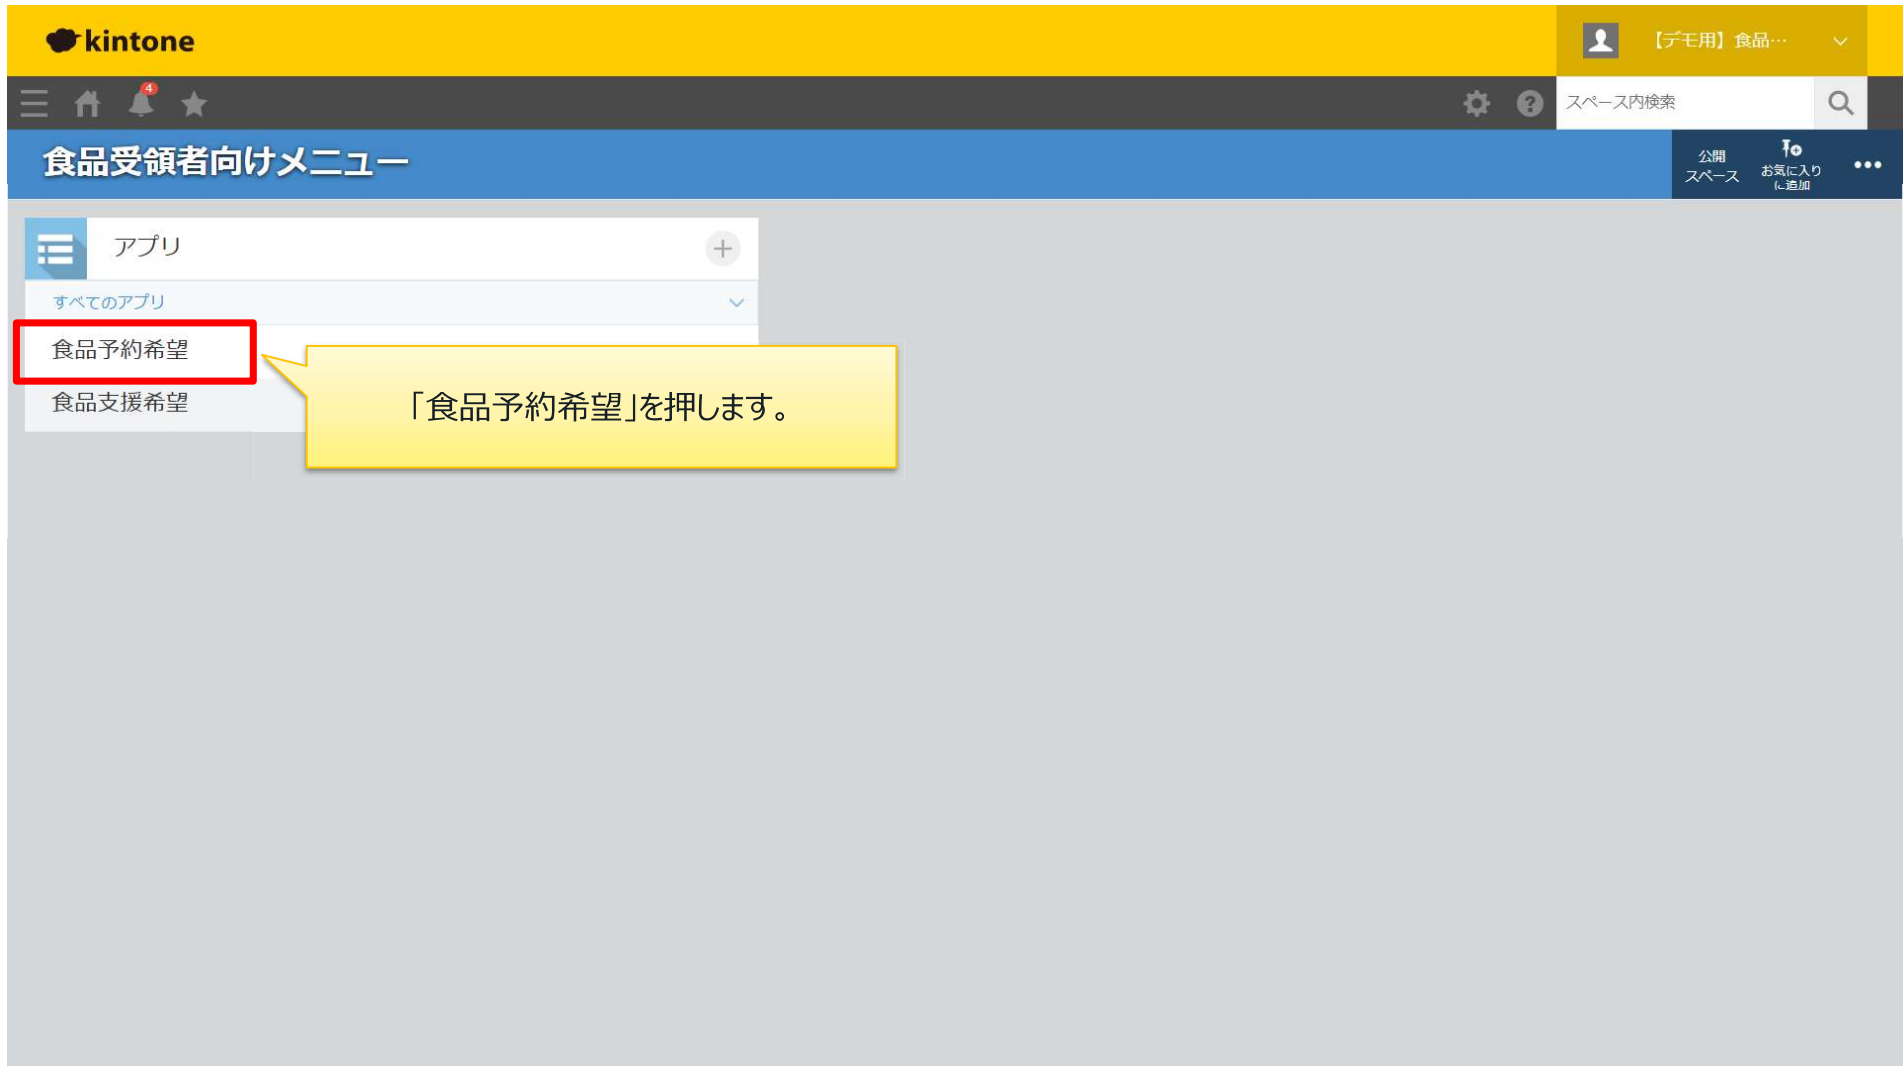 kintone
【デモ用】食品…
4
スペース内検索
食品受領者向けメニュー
公開
スペース
お気に入り
に追加
アプリ
すべてのアプリ
食品予約希望
食品支援希望
「食品予約希望」を押します。